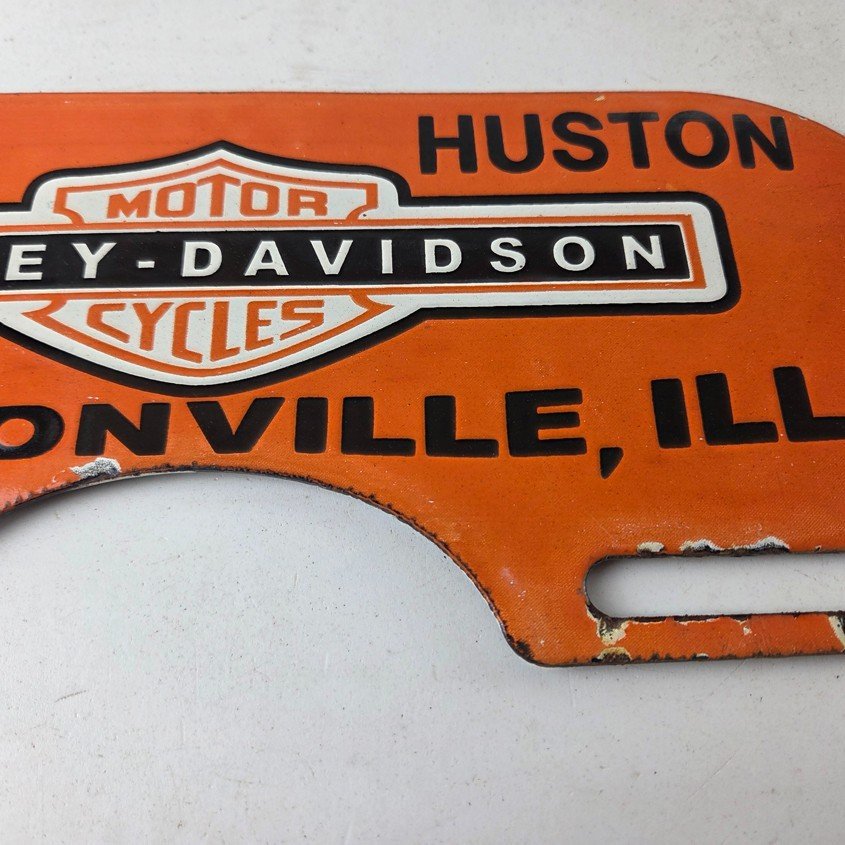 HUSTON
MOTOR
EY-DAVIDSON
CYCLES
ONVILLE, ILL